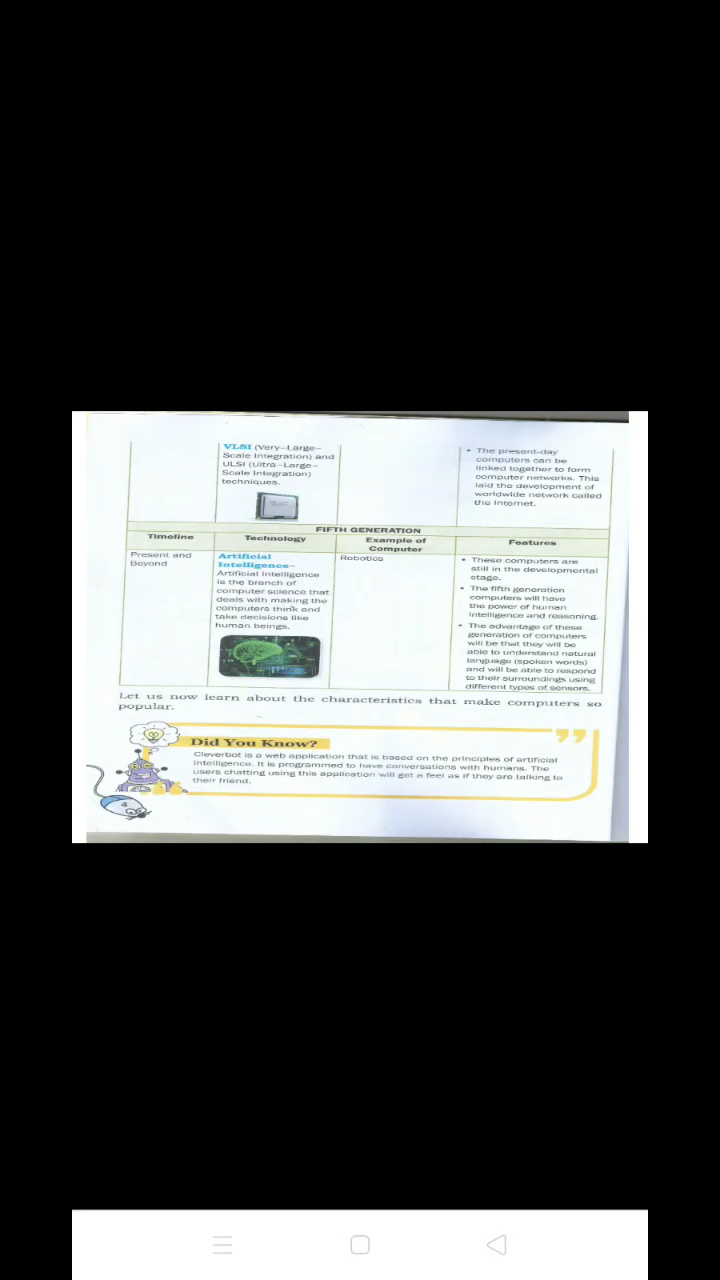 VLSI (Very-Large-
Scale Integration) and
ULSI (Ultra-Large-
Scale Integration)
techniques.
• The present-day
computers can be
linked together to form
computer networks. This
laid the development of
worldwide network called
the Internet.
FIFTH GENERATION
Timeline
Technology
Example of
Computer
Features
Present and
Beyond
Artificial
Intelligence-
Artificial Intelligence
is the branch of
computer science that
deals with making the
computers think and
take decisions like
human beings.
Robotics
• These computers are
still in the developmental
stage.
• The fifth generation
computers will have
the power of human
intelligence and reasoning.
• The advantage of these
generation of computers
will be that they will be
able to understand natural
language (spoken words)
and will be able to respond
to their surroundings using
different types of sensors.
Let us now learn about the characteristics that make computers so
popular.
Did You Know?
Cleverbot is a web application that is based on the principles of artificial
intelligence. It is programmed to have conversations with humans. The
users chatting using this application will get a feel as if they are talking to
their friend.
4